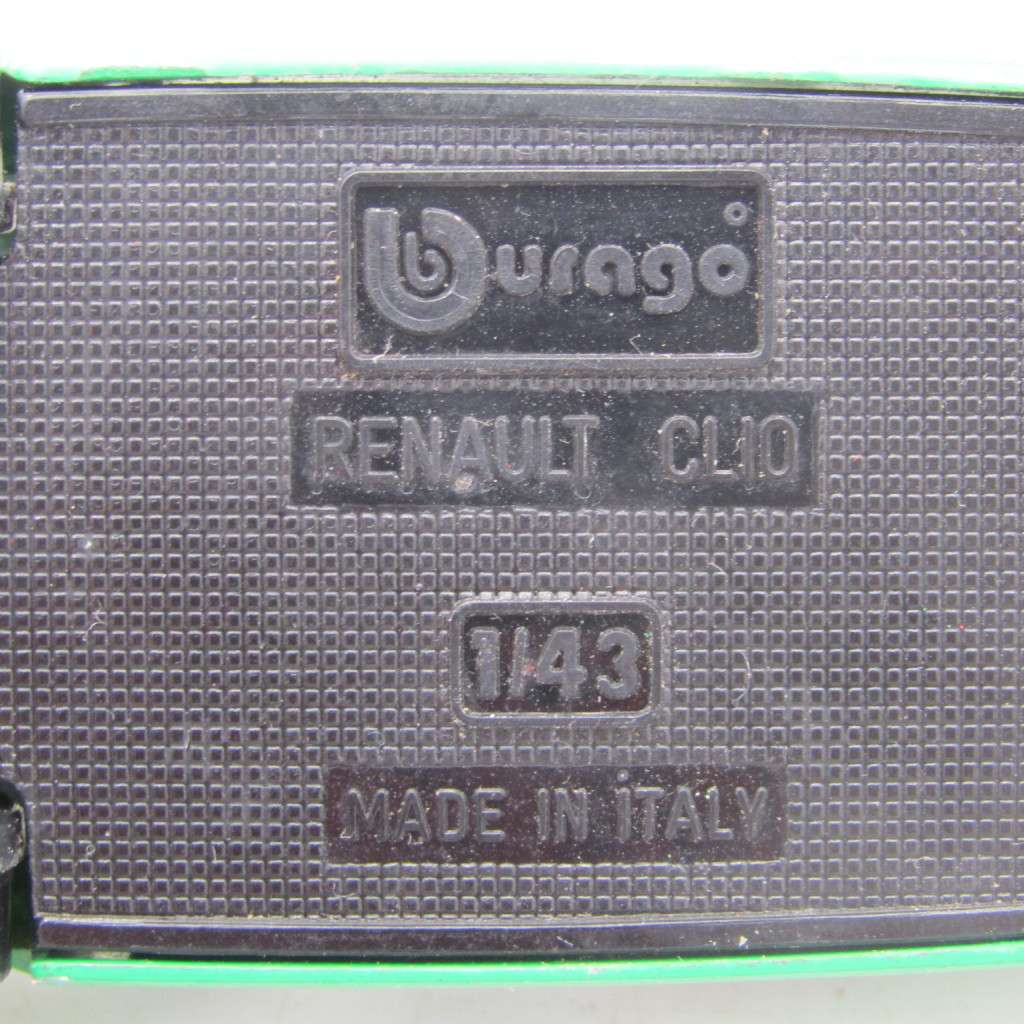 burago
RENAULT CLIO
1/43
MADE IN İTALY